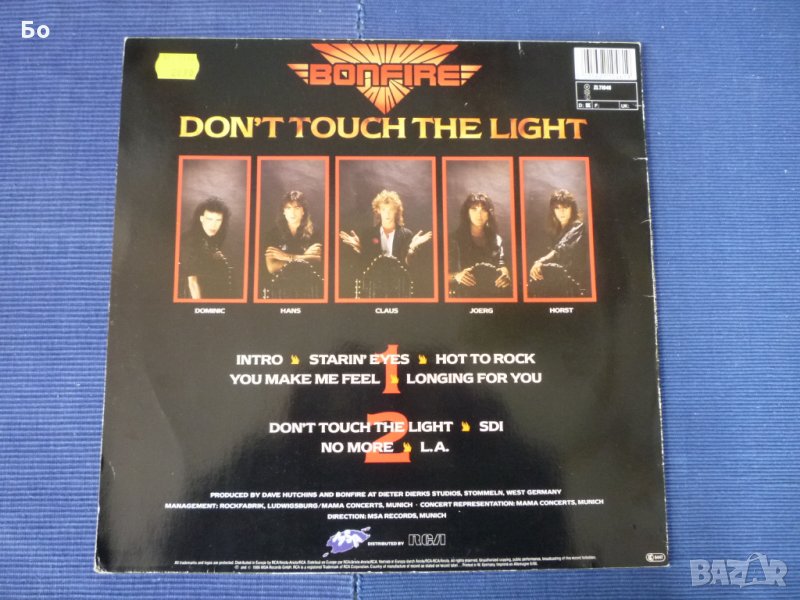 Бо
BONFIRE
ZL71046
D: F: UK:
DON'T TOUCH THE LIGHT
DOMINIC HANS CLAUS JOERG HORST
1
INTRO STARIN' EYES HOT TO ROCK
YOU MAKE ME FEEL LONGING FOR YOU
2
DON'T TOUCH THE LIGHT SDI
NO MORE L.A.
PRODUCED BY DAVE HUTCHINS AND BONFIRE AT DIETER DIERKS STUDIOS, STOMMELN, WEST GERMANY
MANAGEMENT: ROCKFABRIK, LUDWIGSBURG/MAMA CONCERTS, MUNICH · CONCERT REPRESENTATION: MAMA CONCERTS, MUNICH
DIRECTION: MSA RECORDS, MUNICH
DISTRIBUTED BY RCA
BAZAR